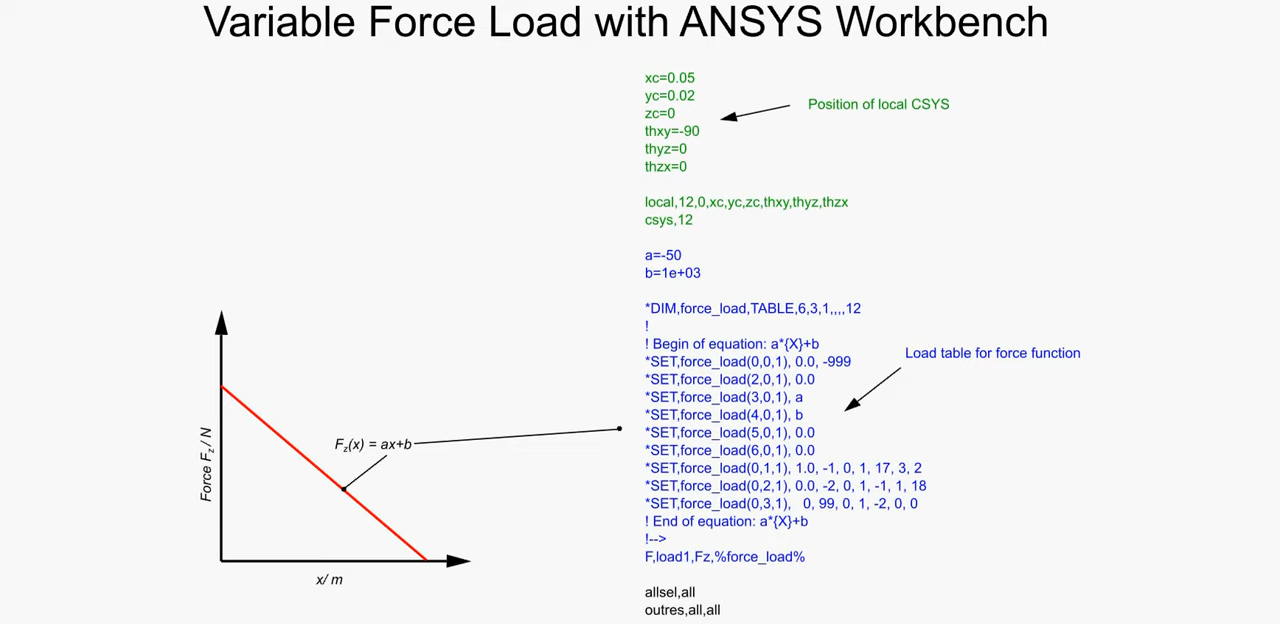 Variable Force Load with ANSYS Workbench
xc=0.05
yc=0.02
zc=0
thxy=-90
thyz=0
thzx=0
Position of local CSYS
local,12,0,xc,yc,zc,thxy,thyz,thzx
csys,12
a=-50
b=1e+03
*DIM,force_load,TABLE,6,3,1,,,,12
!
! Begin of equation: a*{X}+b
*SET,force_load(0,0,1), 0.0, -999
*SET,force_load(2,0,1), 0.0
*SET,force_load(3,0,1), a
*SET,force_load(4,0,1), b
*SET,force_load(5,0,1), 0.0
*SET,force_load(6,0,1), 0.0
*SET,force_load(0,1,1), 1.0, -1, 0, 1, 17, 3, 2
*SET,force_load(0,2,1), 0.0, -2, 0, 1, -1, 1, 18
*SET,force_load(0,3,1),   0, 99, 0, 1, -2, 0, 0
! End of equation: a*{X}+b
!-->
F,load1,Fz,%force_load%
Load table for force function
allsel,all
outres,all,all
Force Fz / N
Fz(x) = ax+b
x/ m